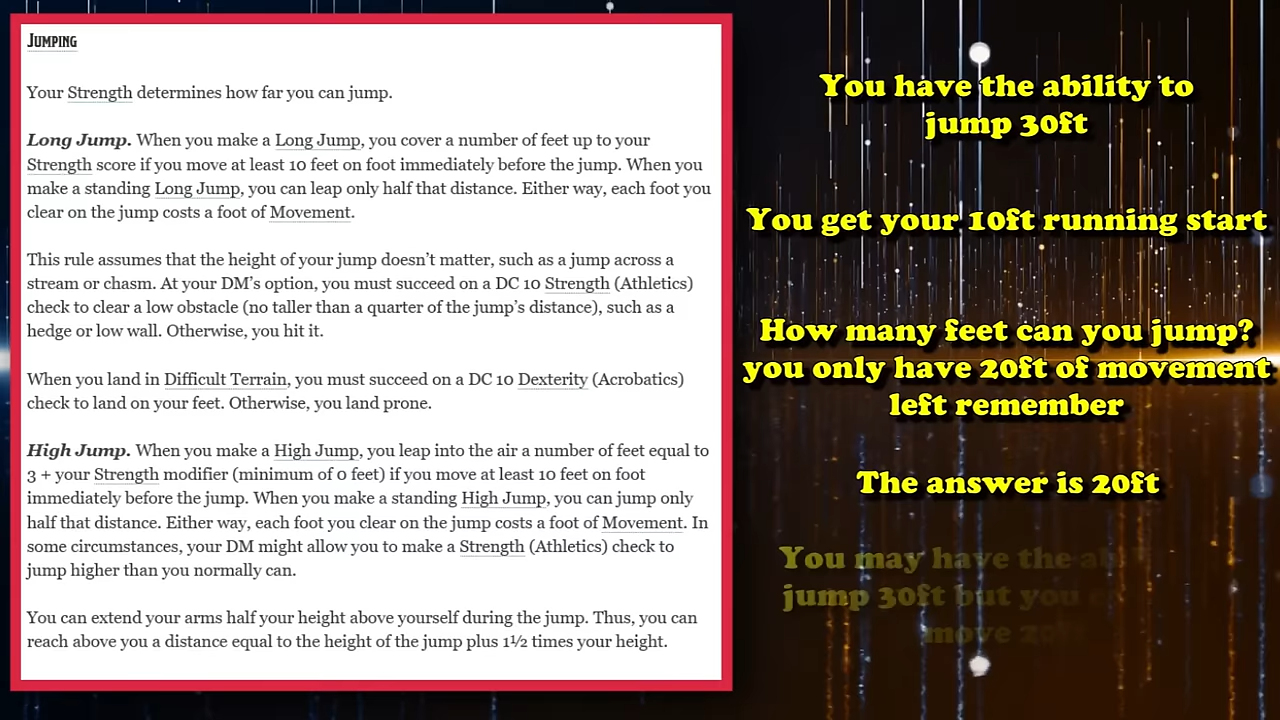 Jumping
Your Strength determines how far you can jump.
Long Jump. When you make a Long Jump, you cover a number of feet up to your
Strength score if you move at least 10 feet on foot immediately before the jump. When you
make a standing Long Jump, you can leap only half that distance. Either way, each foot you
clear on the jump costs a foot of Movement.
This rule assumes that the height of your jump doesn't matter, such as a jump across a
stream or chasm. At your DM's option, you must succeed on a DC 10 Strength (Athletics)
check to clear a low obstacle (no taller than a quarter of the jump's distance), such as a
hedge or low wall. Otherwise, you hit it.
When you land in Difficult Terrain, you must succeed on a DC 10 Dexterity (Acrobatics)
check to land on your feet. Otherwise, you land prone.
High Jump. When you make a High Jump, you leap into the air a number of feet equal to
3 + your Strength modifier (minimum of 0 feet) if you move at least 10 feet on foot
immediately before the jump. When you make a standing High Jump, you can jump only
half that distance. Either way, each foot you clear on the jump costs a foot of Movement. In
some circumstances, your DM might allow you to make a Strength (Athletics) check to
jump higher than you normally can.
You can extend your arms half your height above yourself during the jump. Thus, you can
reach above you a distance equal to the height of the jump plus 1½ times your height.
You have the ability to
jump 30ft
You get your 10ft running start
How many feet can you jump?
you only have 20ft of movement
left remember
The answer is 20ft
You may have the
jump 30ft but you
move